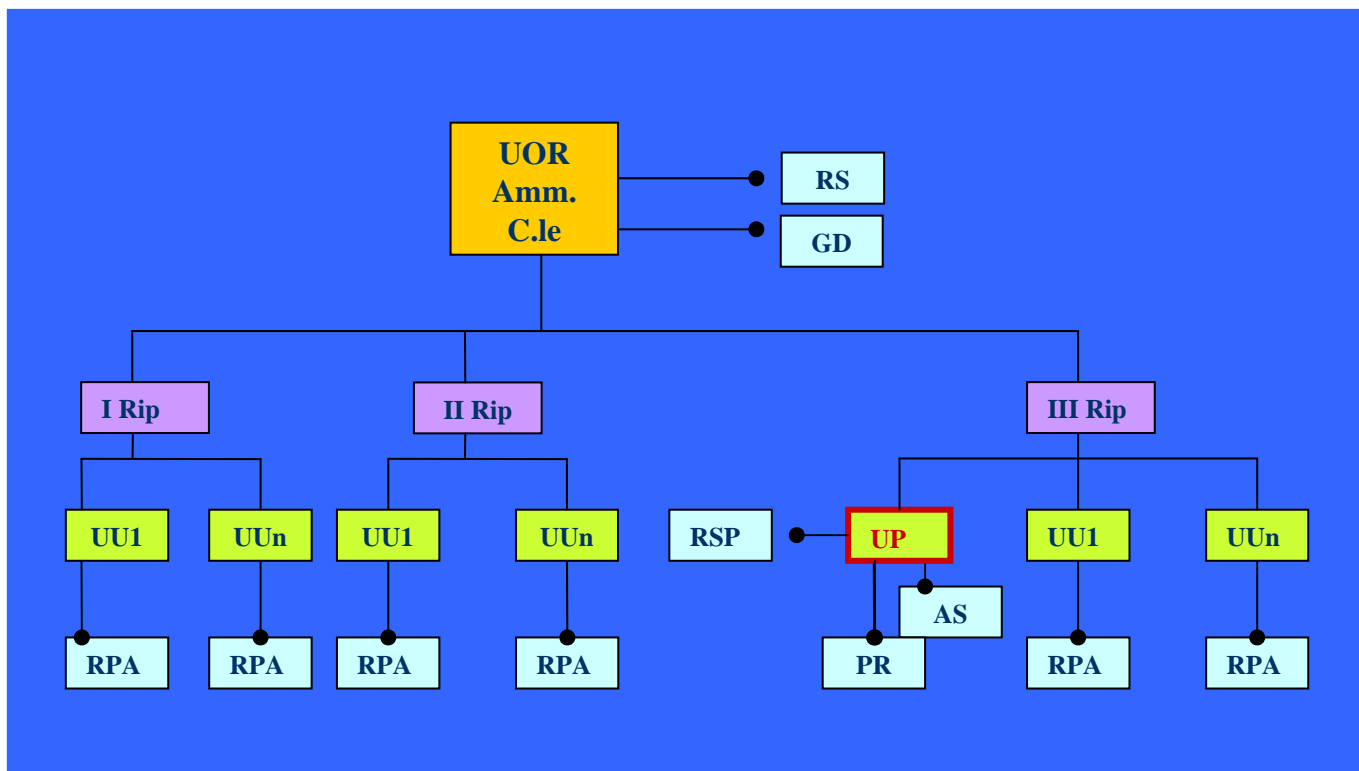 UOR
Amm.
C.le
RS
GD
I Rip
II Rip
III Rip
UU1
UUn
UU1
UUn
RSP
UP
UU1
UUn
AS
RPA
RPA
RPA
RPA
PR
RPA
RPA